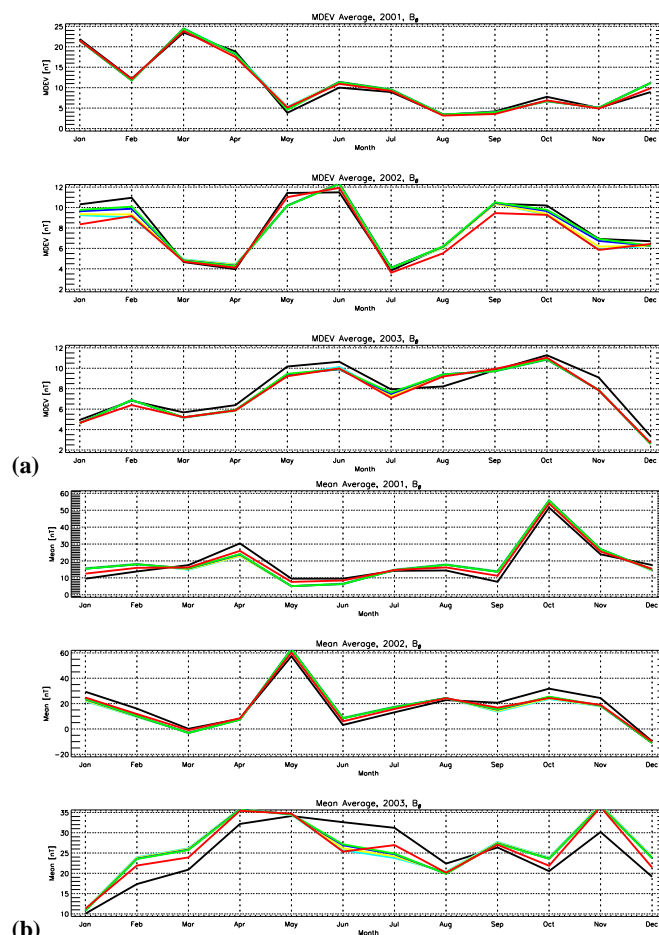 MDEV Average, 2001, Bφ
MDEV [nT]
25
20
15
10
5
0
Jan Feb Mar Apr May Jun Jul Aug Sep Oct Nov Dec
Month
MDEV Average, 2002, Bφ
MDEV [nT]
12
10
8
6
4
2
Jan Feb Mar Apr May Jun Jul Aug Sep Oct Nov Dec
Month
MDEV Average, 2003, Bφ
MDEV [nT]
12
10
8
6
4
2
Jan Feb Mar Apr May Jun Jul Aug Sep Oct Nov Dec
Month
(a)
Mean Average, 2001, Bφ
Mean [nT]
60
50
40
30
20
10
0
Jan Feb Mar Apr May Jun Jul Aug Sep Oct Nov Dec
Month
Mean Average, 2002, Bφ
Mean [nT]
60
40
20
0
−20
Jan Feb Mar Apr May Jun Jul Aug Sep Oct Nov Dec
Month
Mean Average, 2003, Bφ
Mean [nT]
35
30
25
20
15
10
Jan Feb Mar Apr May Jun Jul Aug Sep Oct Nov Dec
Month
(b)